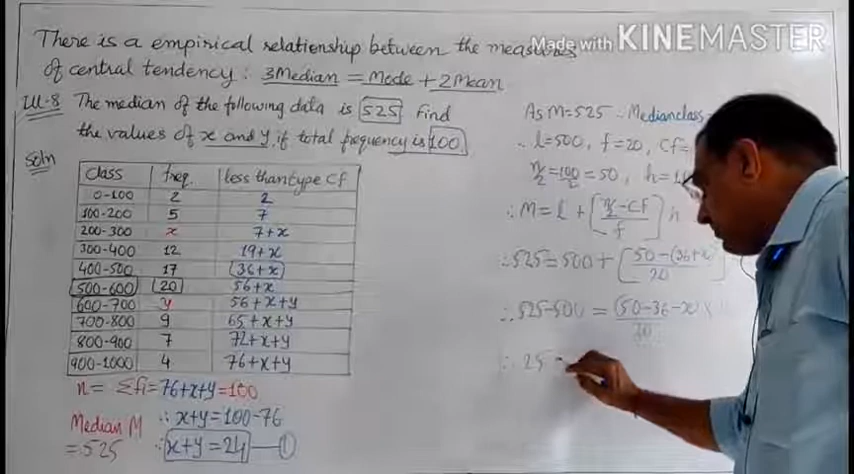 There is a empirical relationship between the measures
of central tendency: 3Median = Mode + 2Mean
Made with KINEMASTER
Ill-8 The median of the following data is 525 Find
the values of x and y, if total frequency is 100
Soln
Class freq. less than type Cf
0-100 2 2
100-200 5 7
200-300 x 7+x
300-400 12 19+x
400-500 17 36+x
500-600 20 56+x
600-700 y 56+x+y
700-800 9 65+x+y
800-900 7 72+x+y
900-1000 4 76+x+y
n= Σfi=76+x+y=100
Median M ∴ x+y=100-76
=525 ∴ x+y=24 — ①
As M=525 ∴ Medianclass
∴ l=500, f=20, Cf=
n/2=100/2=50, h=
∴ M = l + [(n/2-CF)/f] h
∴ 525=500+[(50-(36+x)/20]
∴ 525-500 = (50-36-x)×/20
∴ 25